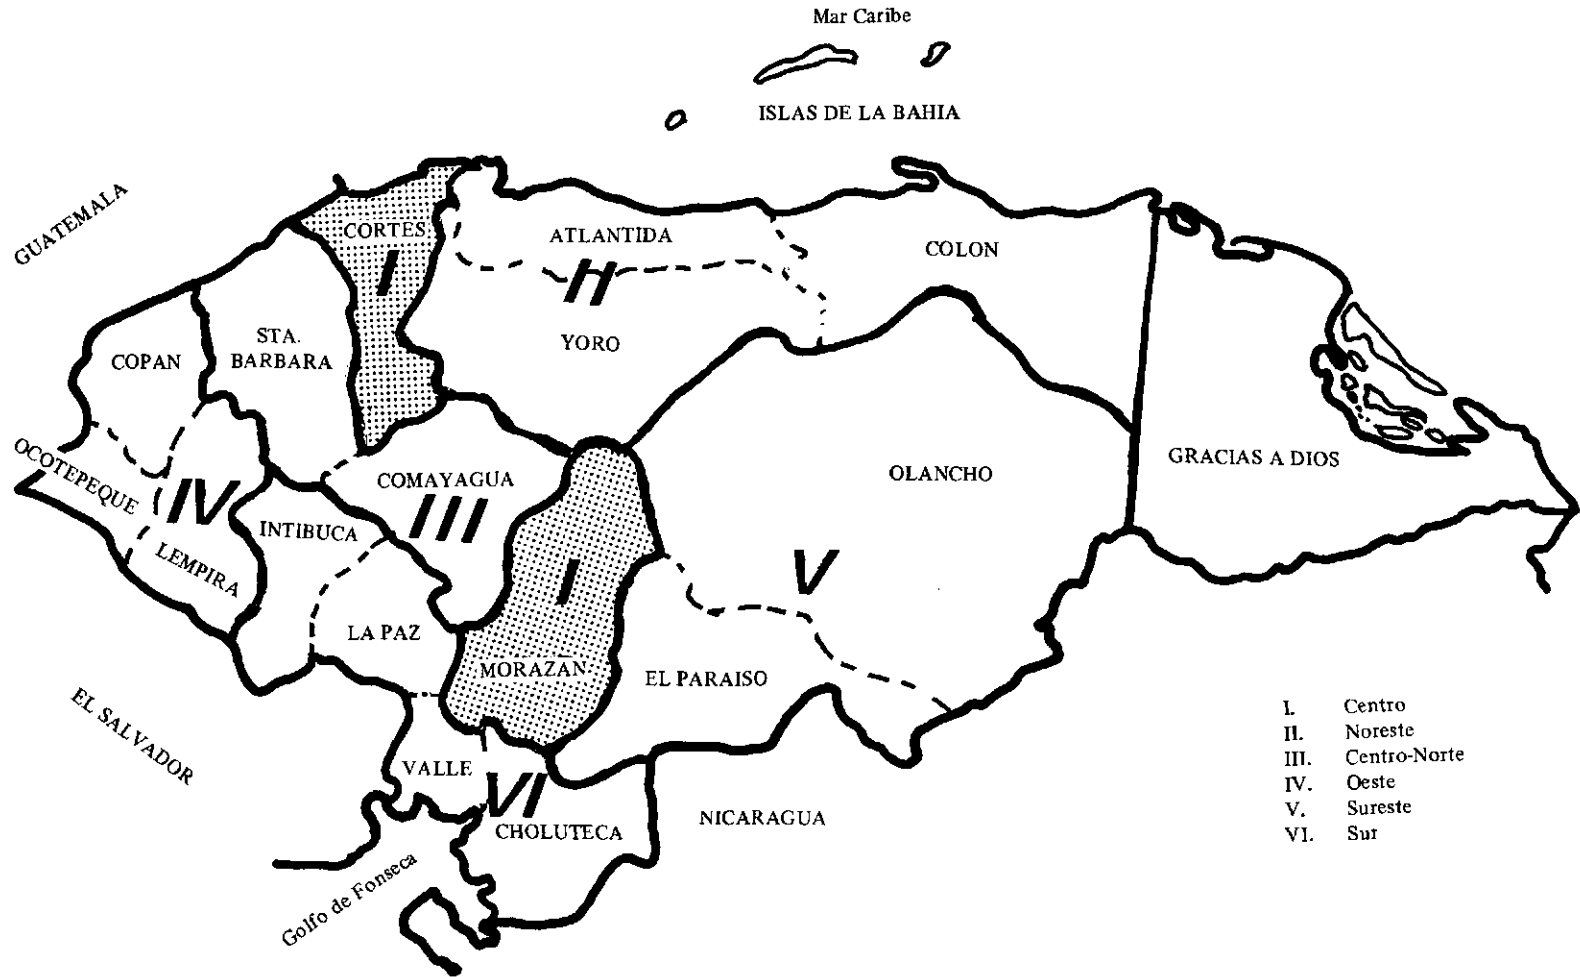 Mar Caribe
ISLAS DE LA BAHIA
GUATEMALA
CORTES
I
ATLANTIDA
II
COLON
STA.
BARBARA
YORO
COPAN
OCOTEPEQUE
IV
COMAYAGUA
III
OLANCHO
GRACIAS A DIOS
INTIBUCA
LEMPIRA
I
V
LA PAZ
MORAZAN
EL PARAISO
EL SALVADOR
VALLE
VI
CHOLUTECA
NICARAGUA
Golfo de Fonseca
I. Centro
II. Noreste
III. Centro-Norte
IV. Oeste
V. Sureste
VI. Sur